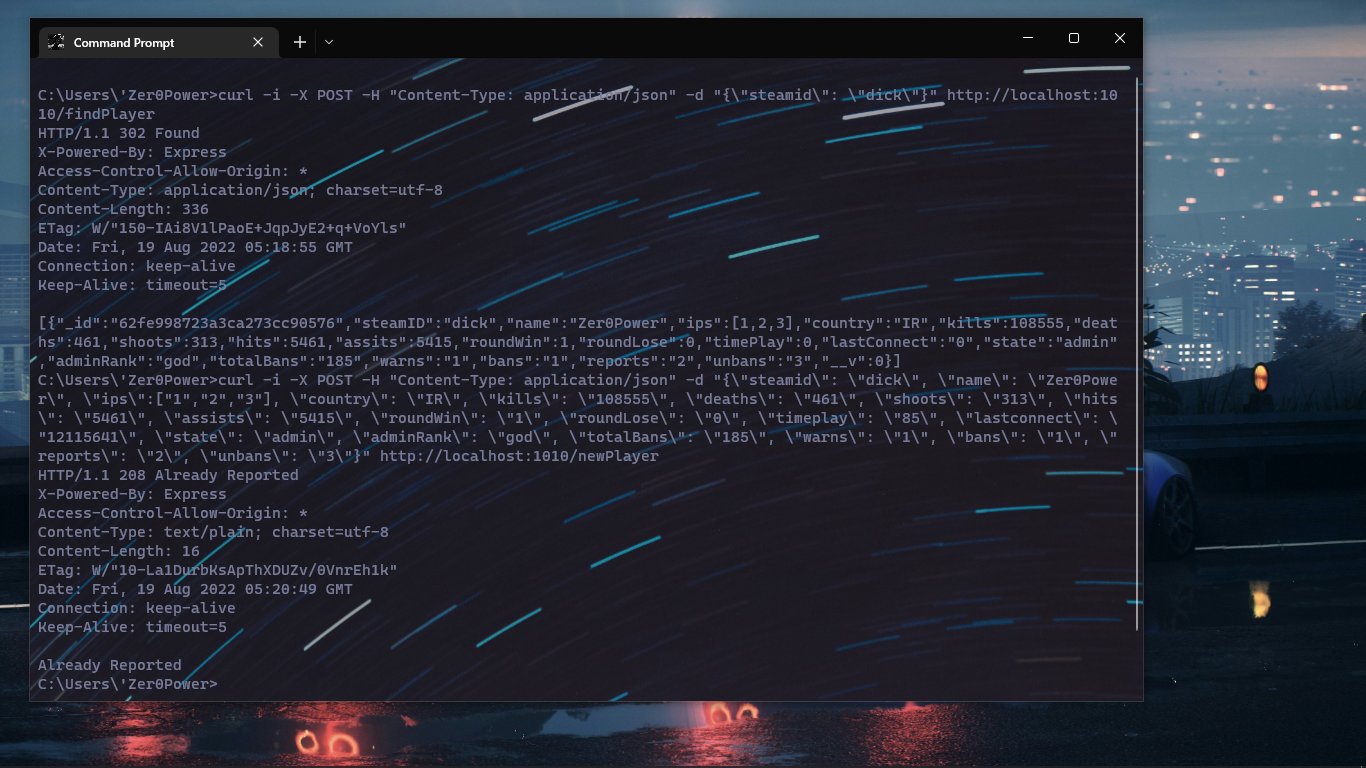 Command Prompt
C:\Users\'Zer0Power>curl -i -X POST -H "Content-Type: application/json" -d "{\"steamid\": \"dick\"}" http://localhost:10
10/findPlayer
HTTP/1.1 302 Found
X-Powered-By: Express
Access-Control-Allow-Origin: *
Content-Type: application/json; charset=utf-8
Content-Length: 336
ETag: W/"150-IAi8V1lPaoE+JqpJyE2+q+VoYls"
Date: Fri, 19 Aug 2022 05:18:55 GMT
Connection: keep-alive
Keep-Alive: timeout=5
[{"_id":"62fe998723a3ca273cc90576","steamID":"dick","name":"Zer0Power","ips":[1,2,3],"country":"IR","kills":108555,"deat
hs":461,"shoots":313,"hits":5461,"assits":5415,"roundWin":1,"roundLose":0,"timePlay":0,"lastConnect":"0","state":"admin"
,"adminRank":"god","totalBans":"185","warns":"1","bans":"1","reports":"2","unbans":"3","__v":0}]
C:\Users\'Zer0Power>curl -i -X POST -H "Content-Type: application/json" -d "{\"steamid\": \"dick\", \"name\": \"Zer0Powe
r\", \"ips\":["1","2","3"], \"country\": \"IR\", \"kills\": \"108555\", \"deaths\": \"461\", \"shoots\": \"313\", \"hits
\": \"5461\", \"assists\": \"5415\", \"roundWin\": \"1\", \"roundLose\": \"0\", \"timeplay\": \"85\", \"lastconnect\": \
"12115641\", \"state\": \"admin\", \"adminRank\": \"god\", \"totalBans\": \"185\", \"warns\": \"1\", \"bans\": \"1\", \"
reports\": \"2\", \"unbans\": \"3\"}" http://localhost:1010/newPlayer
HTTP/1.1 208 Already Reported
X-Powered-By: Express
Access-Control-Allow-Origin: *
Content-Type: text/plain; charset=utf-8
Content-Length: 16
ETag: W/"10-La1DurbKsApThXDUZv/0VnrEh1k"
Date: Fri, 19 Aug 2022 05:20:49 GMT
Connection: keep-alive
Keep-Alive: timeout=5
Already Reported
C:\Users\'Zer0Power>